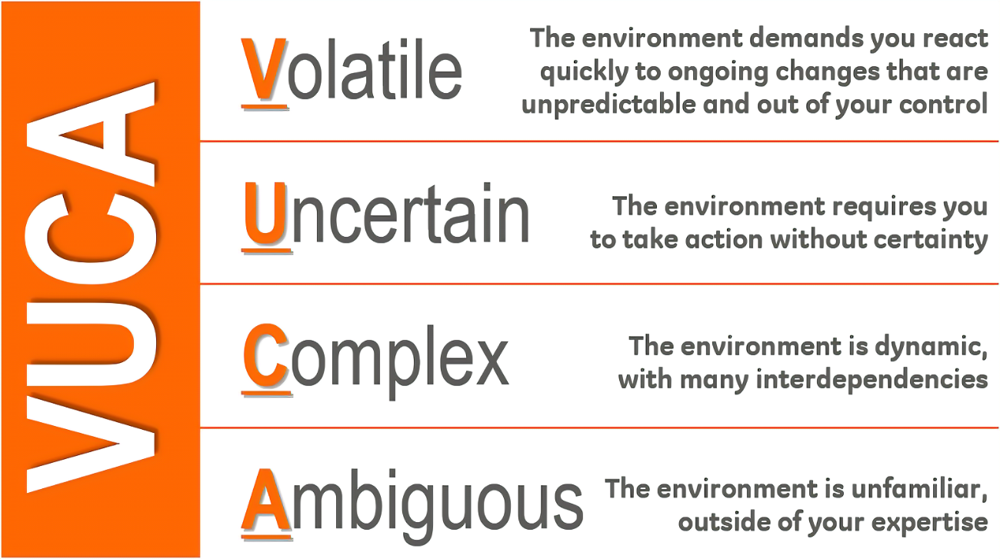 VUCA
Volatile
The environment demands you react
quickly to ongoing changes that are
unpredictable and out of your control
Uncertain
The environment requires you
to take action without certainty
Complex
The environment is dynamic,
with many interdependencies
Ambiguous
The environment is unfamiliar,
outside of your expertise